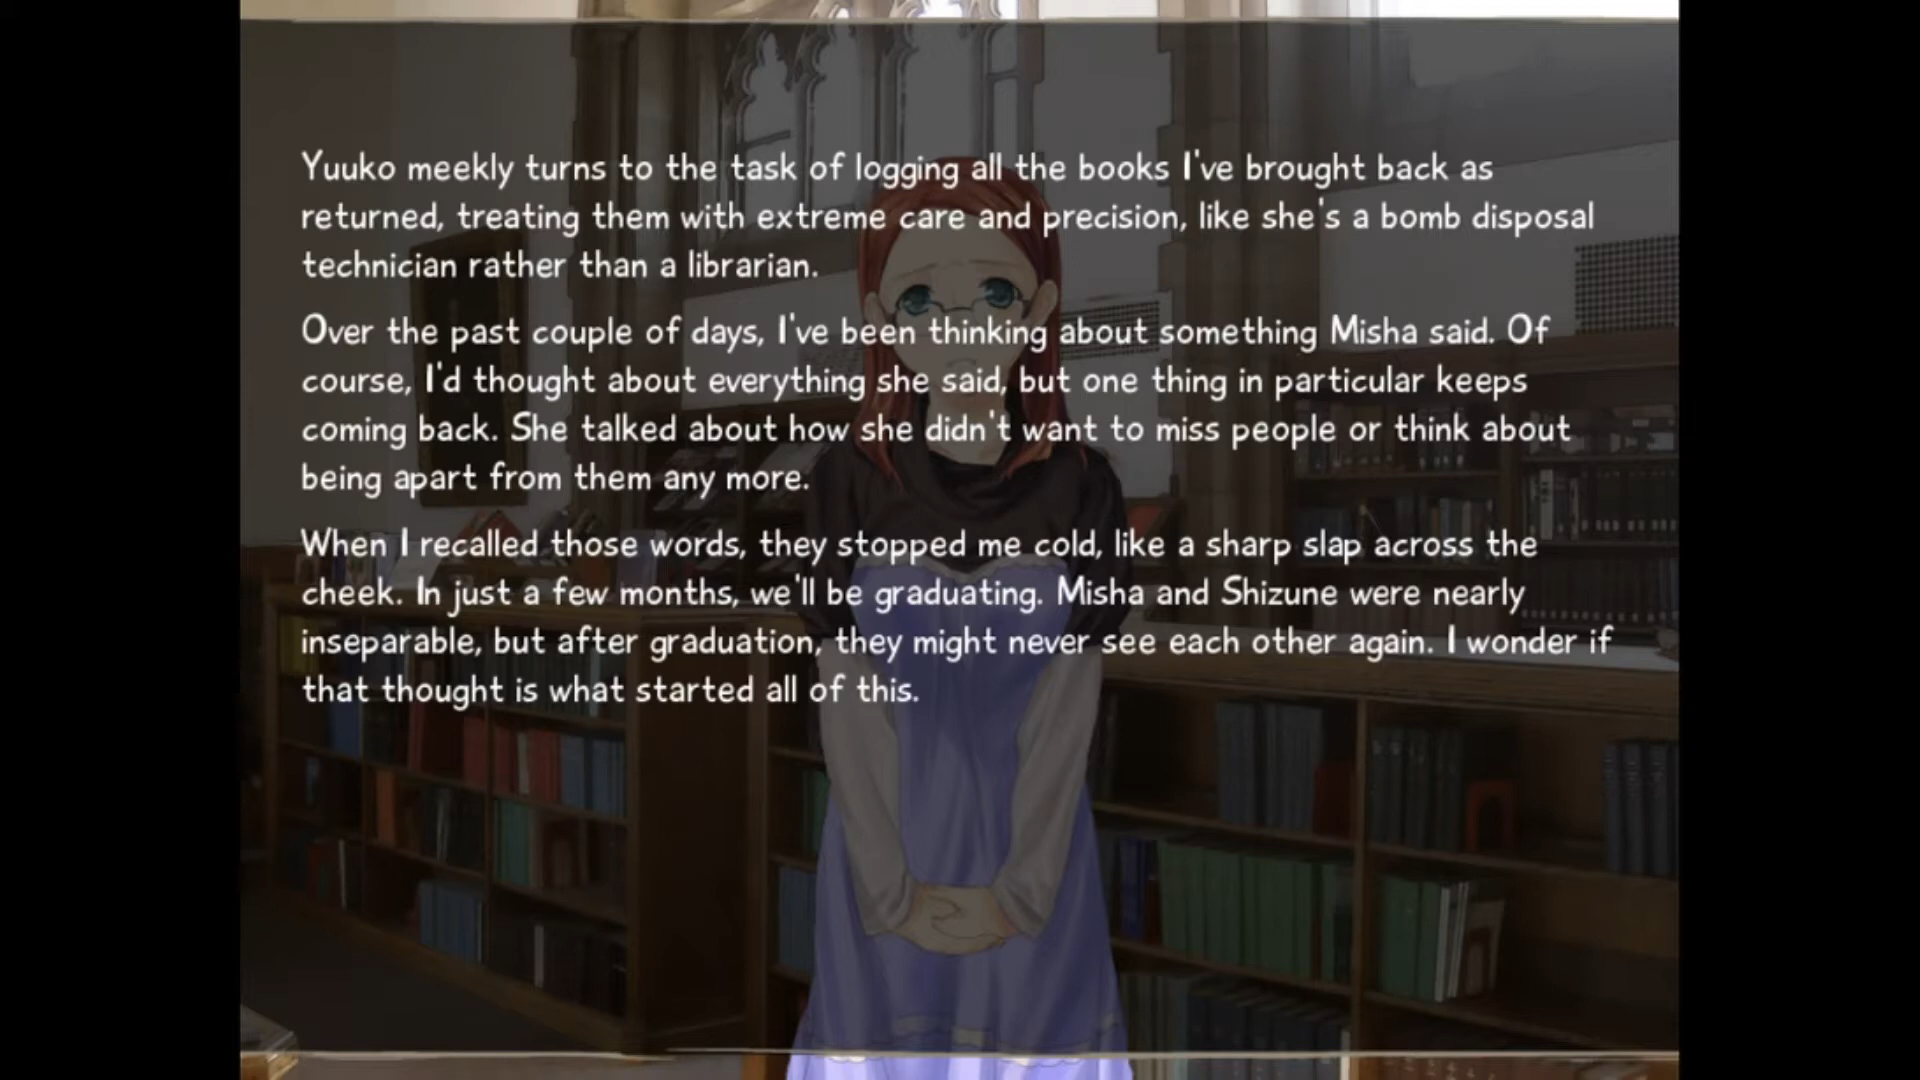 Yuuko meekly turns to the task of logging all the books I've brought back as
returned, treating them with extreme care and precision, like she's a bomb disposal
technician rather than a librarian.
Over the past couple of days, I've been thinking about something Misha said. Of
course, I'd thought about everything she said, but one thing in particular keeps
coming back. She talked about how she didn't want to miss people or think about
being apart from them any more.
When I recalled those words, they stopped me cold, like a sharp slap across the
cheek. In just a few months, we'll be graduating. Misha and Shizune were nearly
inseparable, but after graduation, they might never see each other again. I wonder if
that thought is what started all of this.